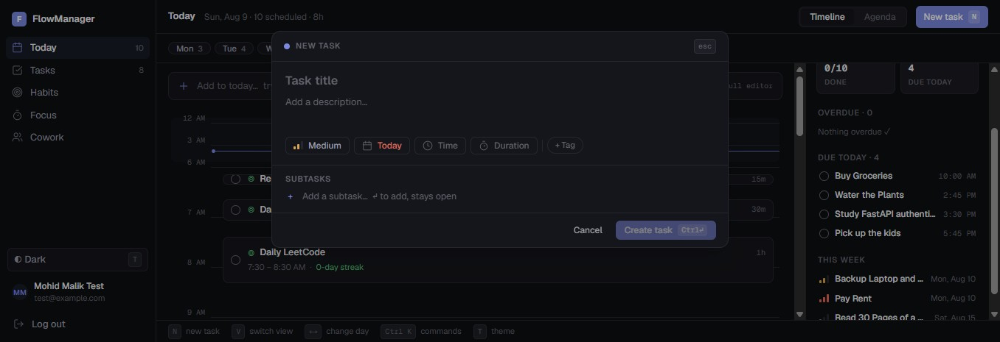 F FlowManager
Today 10
Tasks 8
Habits
Focus
Cowork
Dark T
MM Mohid Malik Test
test@example.com
Log out
Today Sun, Aug 9 · 10 scheduled · 8h
Timeline Agenda New task N
Mon 3 Tue 4 W
+ Add to today... try ull editor
12 AM
3 AM
6 AM
Re 15m
7 AM Da 30m
8 AM Daily LeetCode 1h
7:30 – 8:30 AM · 0-day streak
9 AM
NEW TASK esc
Task title
Add a description...
Medium Today Time Duration + Tag
SUBTASKS
+ Add a subtask... ⏎ to add, stays open
Cancel Create task Ctrl⏎
0/10 4
DONE DUE TODAY
OVERDUE · 0
Nothing overdue ✓
DUE TODAY · 4
Buy Groceries 10:00 AM
Water the Plants 2:45 PM
Study FastAPI authenti... 3:30 PM
Pick up the kids 5:45 PM
THIS WEEK
Backup Laptop and ... Mon, Aug 10
Pay Rent Mon, Aug 10
Read 30 Pages of a ... Sat, Aug 15
N new task V switch view ←→ change day Ctrl K commands T theme